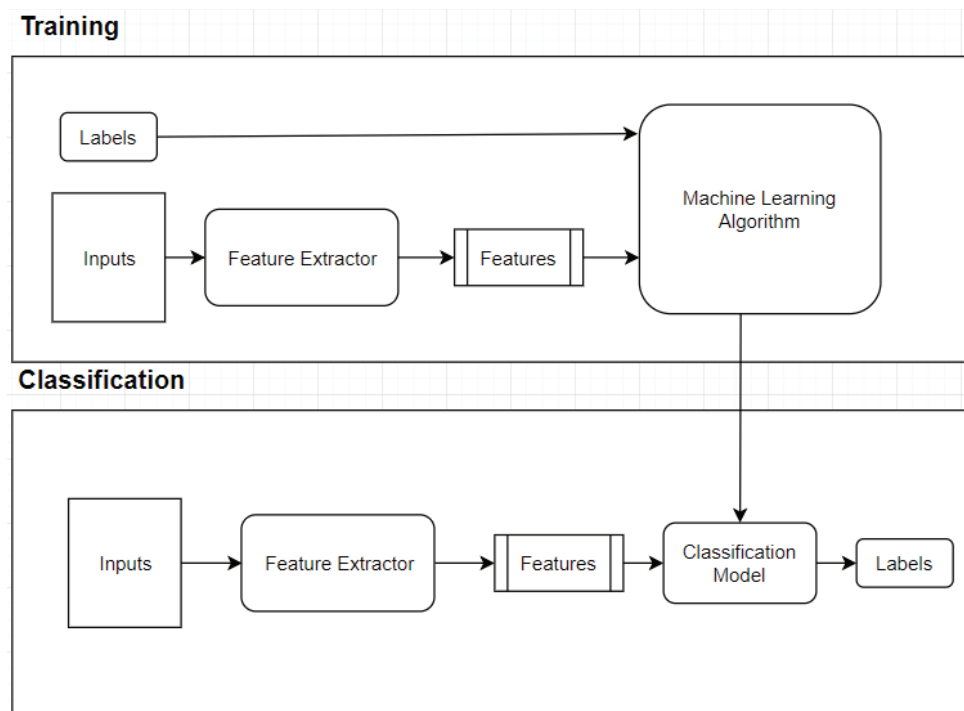 Training
Labels
Inputs
Feature Extractor
Features
Machine Learning
Algorithm
Classification
Inputs
Feature Extractor
Features
Classification
Model
Labels